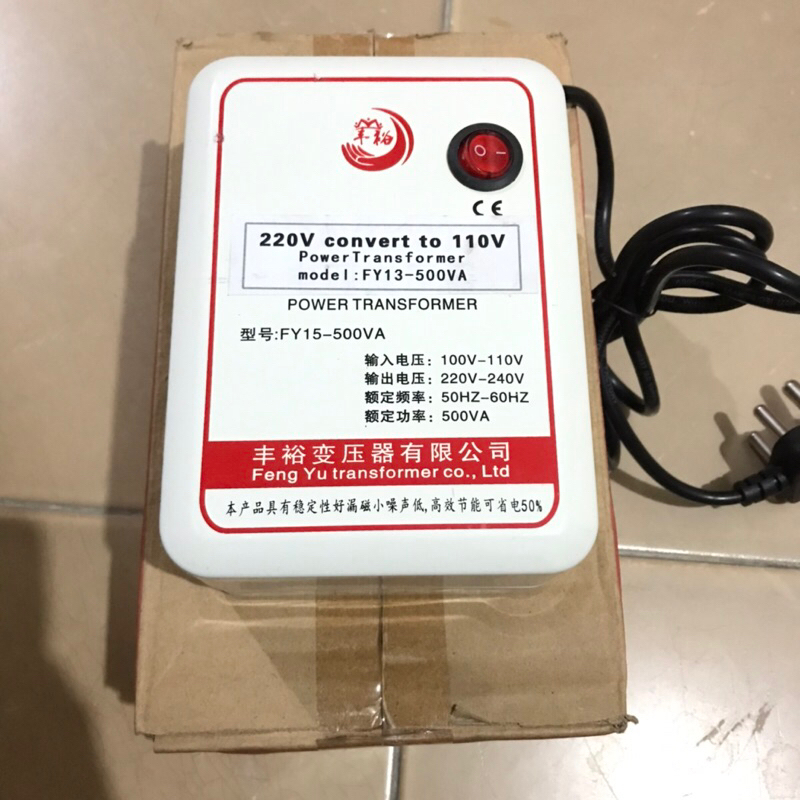 丰裕
O I
CE
220V convert to 110V
PowerTransformer
model:FY13-500VA
POWER TRANSFORMER
型号:FY15-500VA
输入电压: 100V-110V
输出电压: 220V-240V
额定频率: 50HZ-60HZ
额定功率: 500VA
丰裕变压器有限公司
Feng Yu transformer co., Ltd
本产品具有稳定性好漏磁小噪声低,高效节能可省电50%